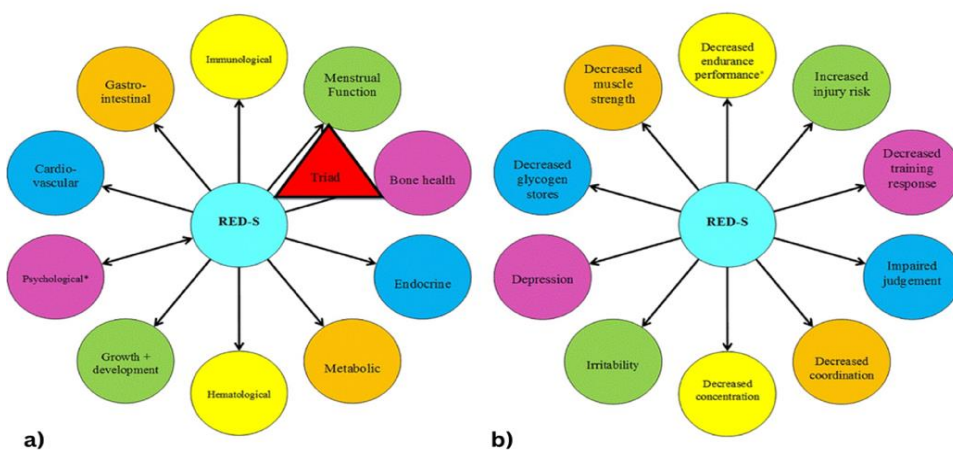 Immunological
Menstrual
Function
Bone health
Triad
Endocrine
Metabolic
Hematological
Growth +
development
Psychological*
Cardio-
vascular
Gastro-
intestinal
RED-S
a)
Decreased
endurance
performance*
Increased
injury risk
Decreased
training
response
Impaired
judgement
Decreased
coordination
Decreased
concentration
Irritability
Depression
Decreased
glycogen
stores
Decreased
muscle
strength
RED-S
b)